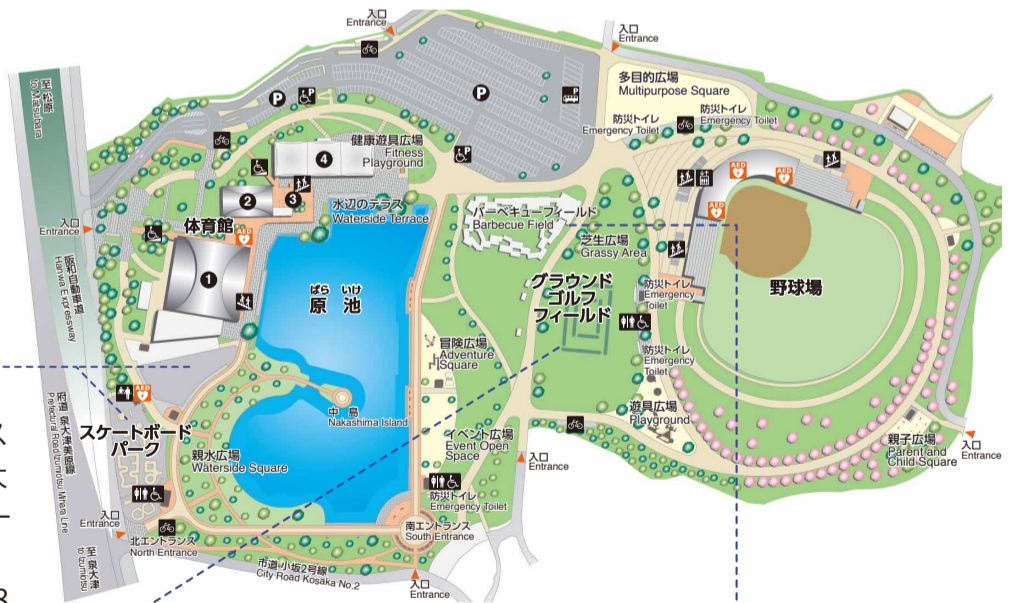 入口
Entrance
入口
Entrance
至 松原
to Matsubara
P
P
P
P
P
多目的広場
Multipurpose Square
防災トイレ
Emergency Toilet
防災トイレ
Emergency Toilet
健康遊具広場
Fitness
Playground
4
2
3
水辺のテラス
Waterside Terrace
体育館
AED
1
入口
Entrance
阪和自動車道
Hanwa Expressway
バーベキューフィールド
Barbecue Field
芝生広場
Grassy Area
AED
AED
AED
ばら いけ
原 池
グラウンド
ゴルフ
フィールド
防災トイレ
Emergency
Toilet
野球場
冒険広場
Adventure
Square
防災トイレ
Emergency
Toilet
中 島
Nakashima Island
AED
府道 泉大津美原線
Prefectural Road Izumiotsu Mihara Line
スケートボード
パーク
親水広場
Waterside Square
イベント広場
Event Open
Space
遊具広場
Playground
親子広場
Parent and
Child Square
入口
Entrance
入口
Entrance
防災トイレ
Emergency Toilet
入口
Entrance
北エントランス
North Entrance
南エントランス
South Entrance
至 泉大津
to Izumiotsu
市道 小坂2号線
City Road Kosaka No.2
入口
Entrance